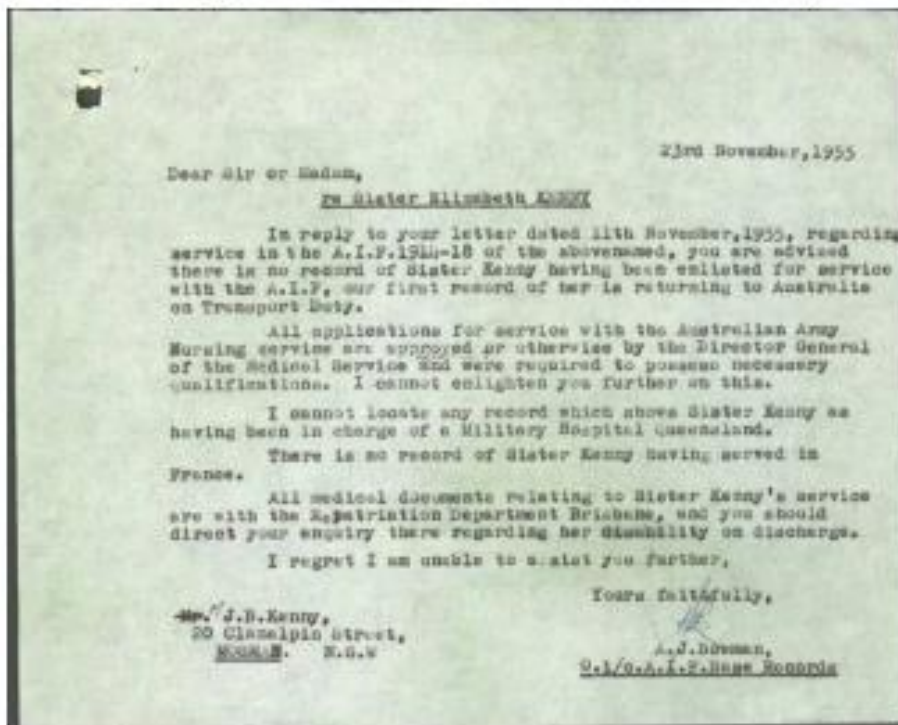 23rd November,1955
Dear Sir or Madam,
re Sister Elizabeth KENNY
In reply to your letter dated 11th November,1955, regarding
service in the A.I.F.1914-18 of the abovenamed, you are advised
there is no record of Sister Kenny having been enlisted for service
with the A.I.F, our first record of her is returning to Australia
on Transport Duty.
All applications for service with the Australian Army
Nursing service are approved or otherwise by the Director General
of the Medical Service and were required to possess necessary
qualifications. I cannot enlighten you further on this.
I cannot locate any record which shows Sister Kenny as
having been in charge of a Military Hospital Queensland.
There is no record of Sister Kenny having served in
France.
All medical documents relating to Sister Kenny's service
are with the Repatriation Department Brisbane, and you should
direct your enquiry there regarding her disability on discharge.
I regret I am unable to assist you further,
Yours faithfully,
Mr. J.B.Kenny,
20 Clanalpin Street,
MOSMAN. N.S.W
A.J.Bowman,
O.i/c.A.I.F.Base Records